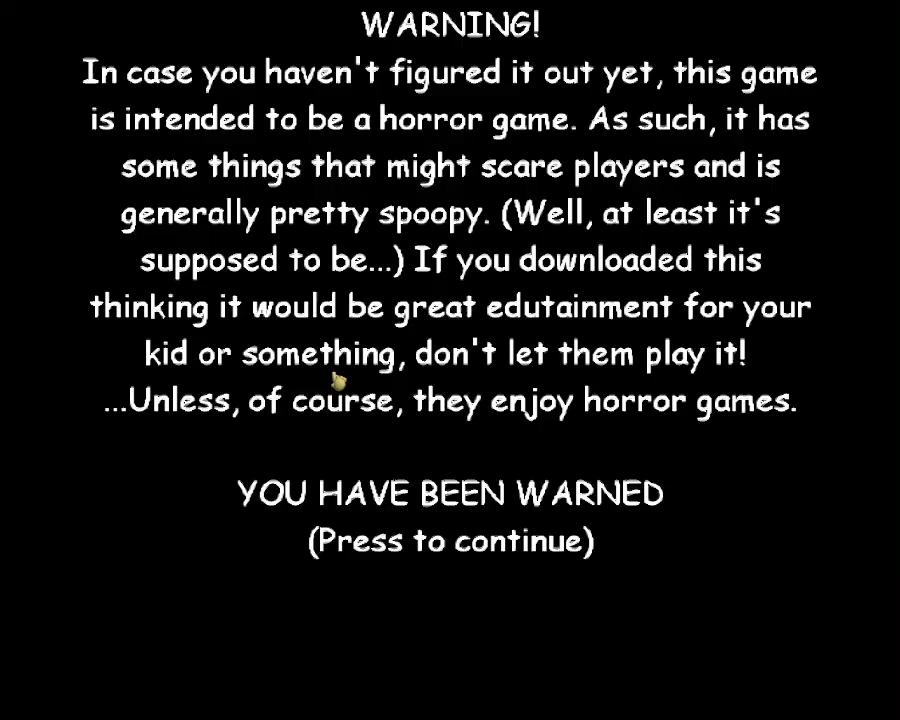 WARNING!
In case you haven't figured it out yet, this game
is intended to be a horror game. As such, it has
some things that might scare players and is
generally pretty spoopy. (Well, at least it's
supposed to be...) If you downloaded this
thinking it would be great edutainment for your
kid or something, don't let them play it!
...Unless, of course, they enjoy horror games.
YOU HAVE BEEN WARNED
(Press to continue)